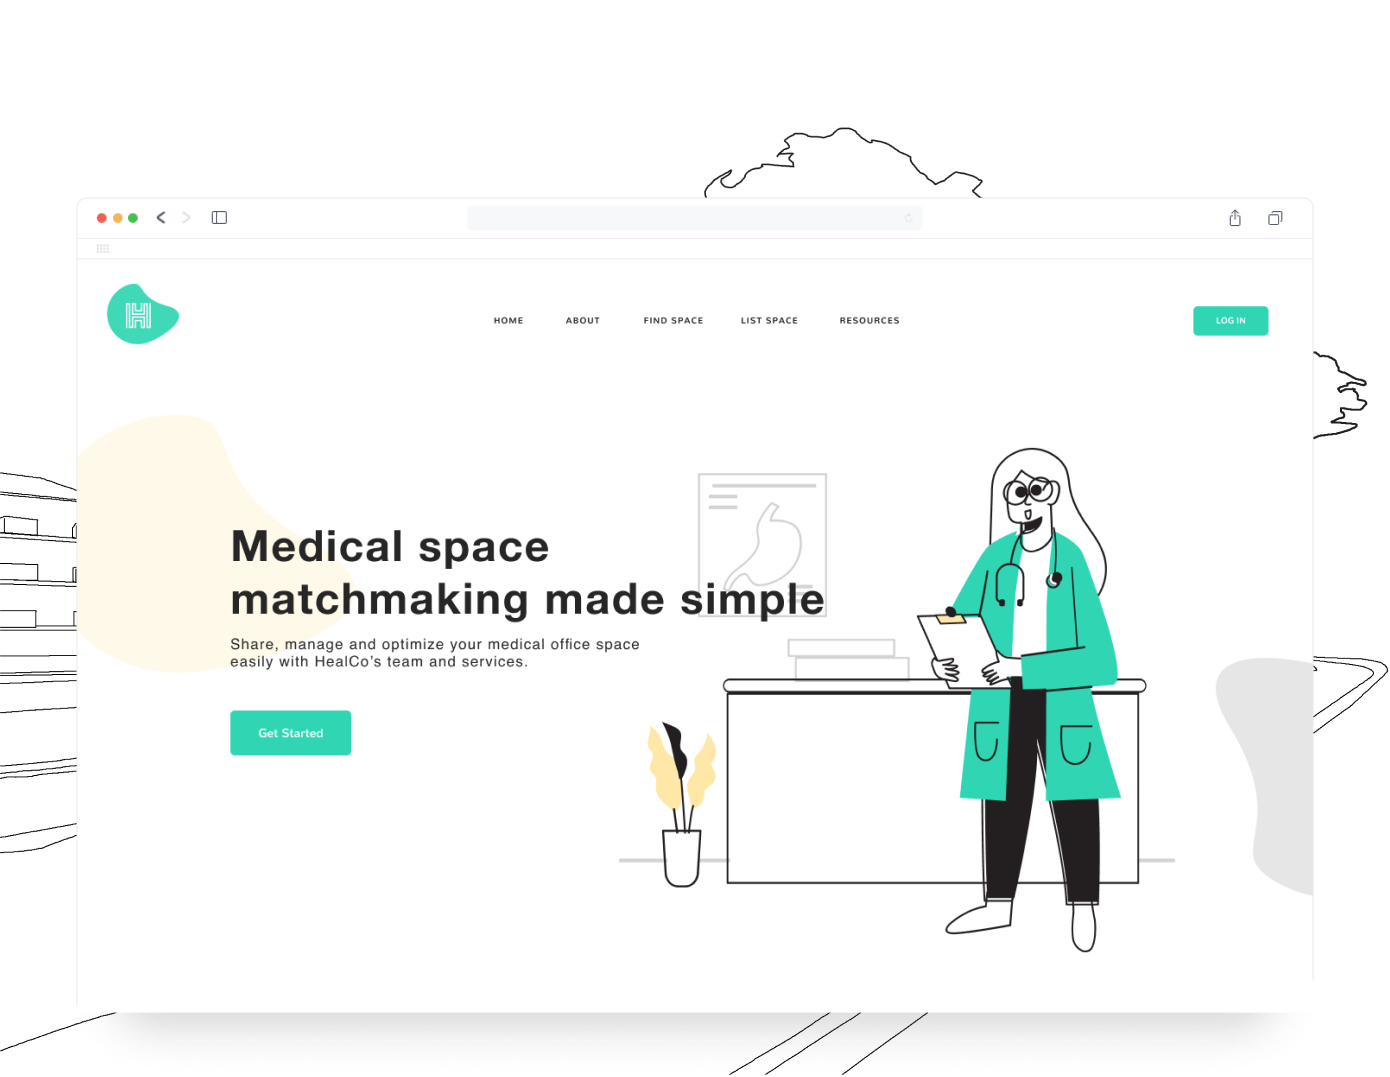 H
HOME
ABOUT
FIND SPACE
LIST SPACE
RESOURCES
LOG IN
Medical space
matchmaking made simple
Share, manage and optimize your medical office space
easily with HealCo’s team and services.
Get Started